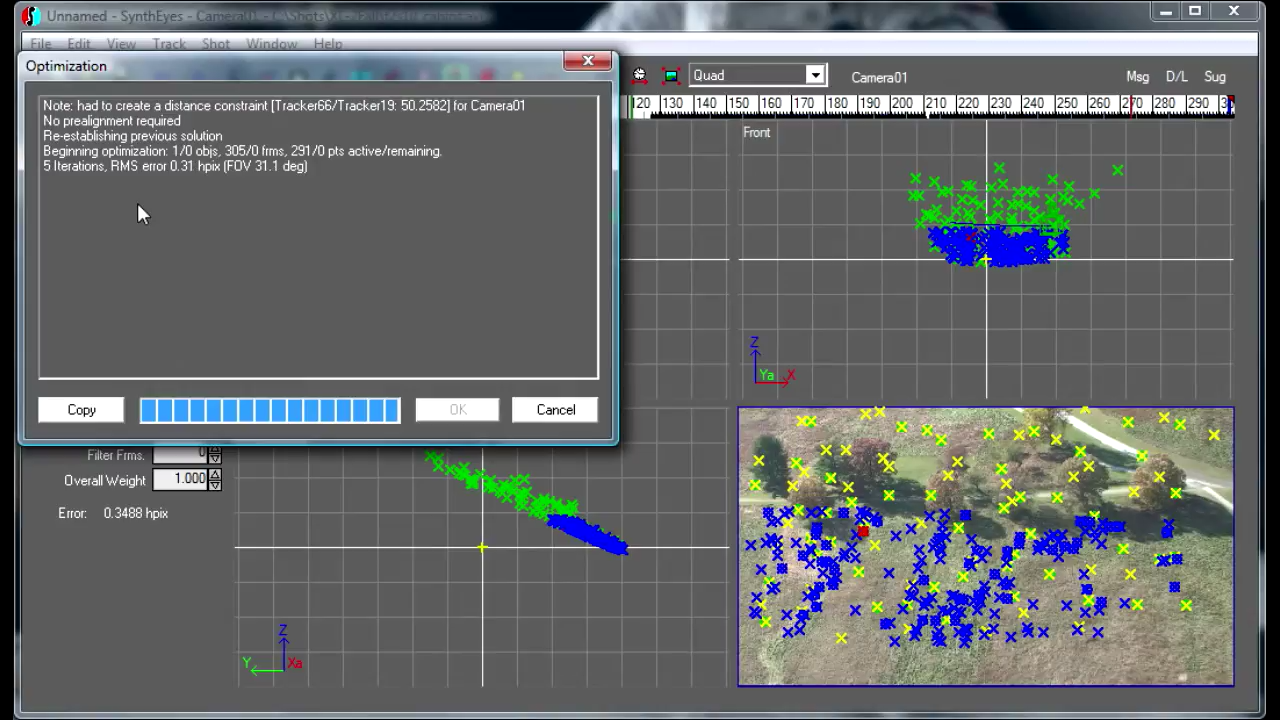 Unnamed - SynthEyes - Camera01 -
File Edit View Track Shot Window Help
Optimization
Quad
Camera01
Msg D/L Sug
120 130 140 150 160 170 180 190 200 210 220 230 240 250 260 270 280 290
Note: had to create a distance constraint [Tracker66/Tracker19: 50.2582] for Camera01
No prealignment required
Re-establishing previous solution
Beginning optimization: 1/0 objs, 305/0 frms, 291/0 pts active/remaining.
5 Iterations, RMS error 0.31 hpix (FOV 31.1 deg)
Front
Z
Ya X
Copy
OK
Cancel
Filter Frms. 0
Overall Weight 1.000
Error: 0.3488 hpix
Z
Y Xa